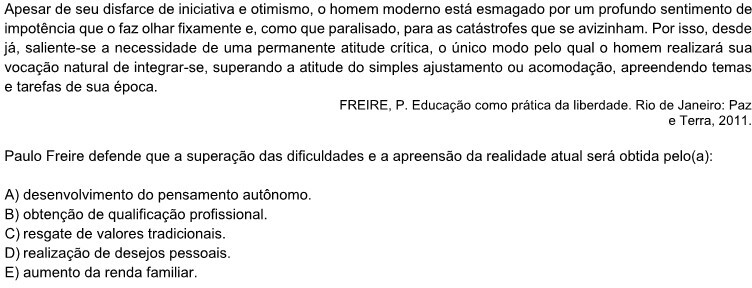 Apesar de seu disfarce de iniciativa e otimismo, o homem moderno está esmagado por um profundo sentimento de
impotência que o faz olhar fixamente e, como que paralisado, para as catástrofes que se avizinham. Por isso, desde
já, saliente-se a necessidade de uma permanente atitude crítica, o único modo pelo qual o homem realizará sua
vocação natural de integrar-se, superando a atitude do simples ajustamento ou acomodação, apreendendo temas
e tarefas de sua época.
FREIRE, P. Educação como prática da liberdade. Rio de Janeiro: Paz
e Terra, 2011.
Paulo Freire defende que a superação das dificuldades e a apreensão da realidade atual será obtida pelo(a):
A) desenvolvimento do pensamento autônomo.
B) obtenção de qualificação profissional.
C) resgate de valores tradicionais.
D) realização de desejos pessoais.
E) aumento da renda familiar.